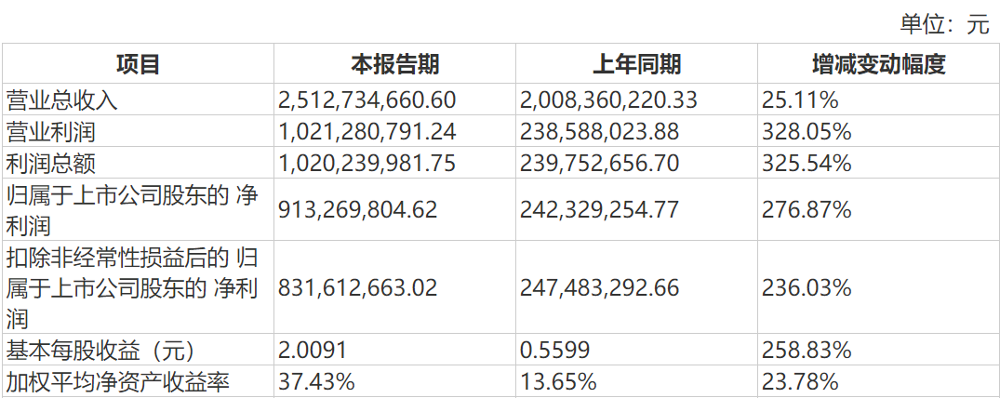 单位：元
项目 本报告期 上年同期 增减变动幅度
营业总收入 2,512,734,660.60 2,008,360,220.33 25.11%
营业利润 1,021,280,791.24 238,588,023.88 328.05%
利润总额 1,020,239,981.75 239,752,656.70 325.54%
归属于上市公司股东的 净
利润 913,269,804.62 242,329,254.77 276.87%
扣除非经常性损益后的 归
属于上市公司股东的 净利
润 831,612,663.02 247,483,292.66 236.03%
基本每股收益（元） 2.0091 0.5599 258.83%
加权平均净资产收益率 37.43% 13.65% 23.78%